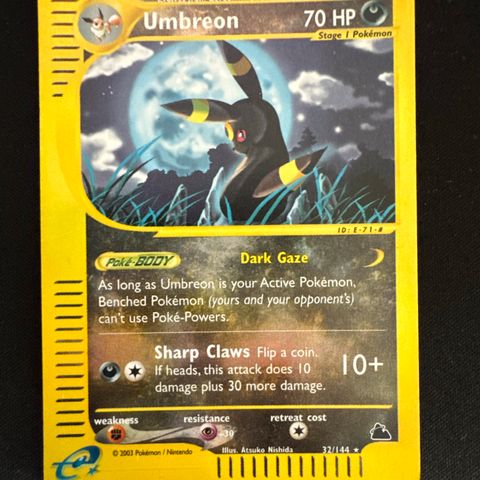 Umbreon 70 HP
Stage 1 Pokémon
ID: E-71-#
Poké-BODY Dark Gaze
As long as Umbreon is your Active Pokémon,
Benched Pokémon (yours and your opponent's)
can't use Poké-Powers.
Sharp Claws Flip a coin. 10+
If heads, this attack does 10
damage plus 30 more damage.
weakness resistance retreat cost
-30
Illus. Atsuko Nishida 32/144 ★
© 2003 Pokémon / Nintendo
e